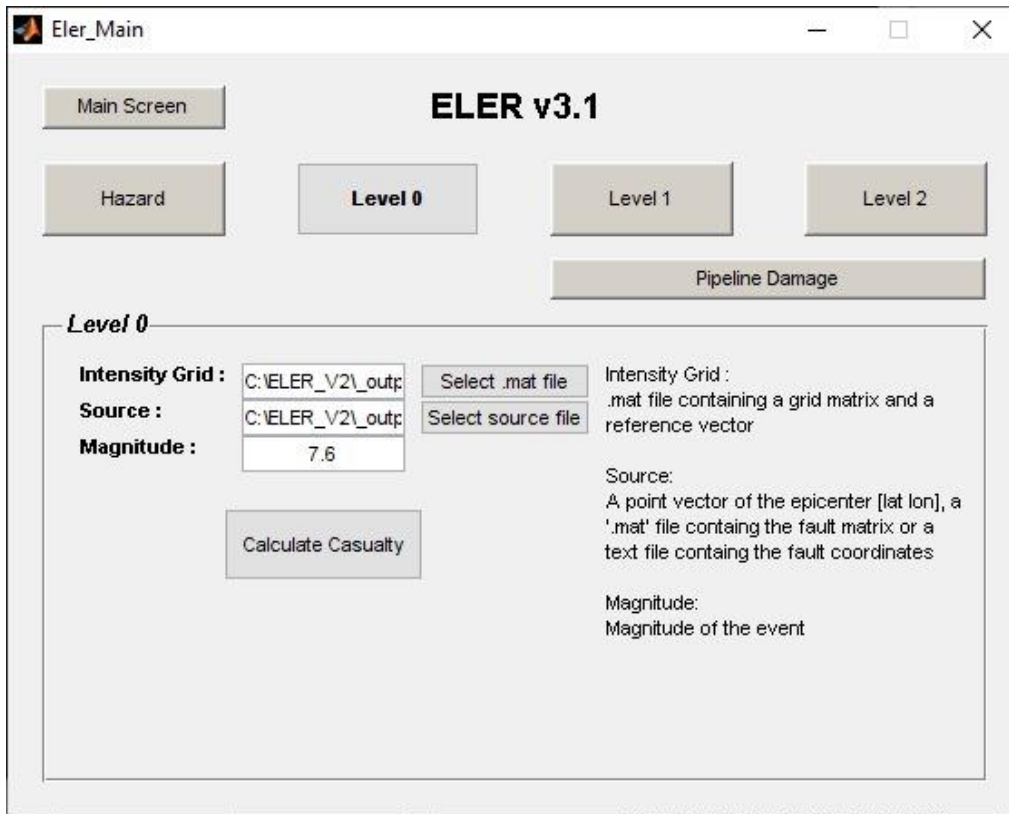 Eler_Main
Main Screen
ELER v3.1
Hazard
Level 0
Level 1
Level 2
Pipeline Damage
Level 0
Intensity Grid :
C:\ELER_V2\_outp
Select .mat file
Source :
C:\ELER_V2\_outp
Select source file
Magnitude :
7.6
Calculate Casualty
Intensity Grid :
.mat file containing a grid matrix and a
reference vector
Source:
A point vector of the epicenter [lat lon], a
'.mat' file containg the fault matrix or a
text file containg the fault coordinates
Magnitude:
Magnitude of the event